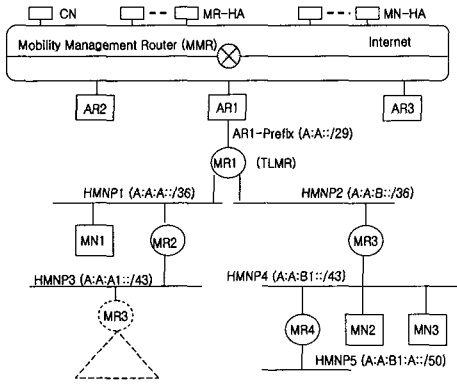 CN
MR-HA
MN-HA
Mobility Management Router (MMR)
Internet
AR2
AR1
AR3
AR1-Prefix (A:A::/29)
MR1
(TLMR)
HMNP1 (A:A:A::/36)
HMNP2 (A:A:B::/36)
MN1
MR2
MR3
HMNP3 (A:A:A1::/43)
HMNP4 (A:A:B1::/43)
MR3
MR4
MN2
MN3
HMNP5 (A:A:B1:A::/50)